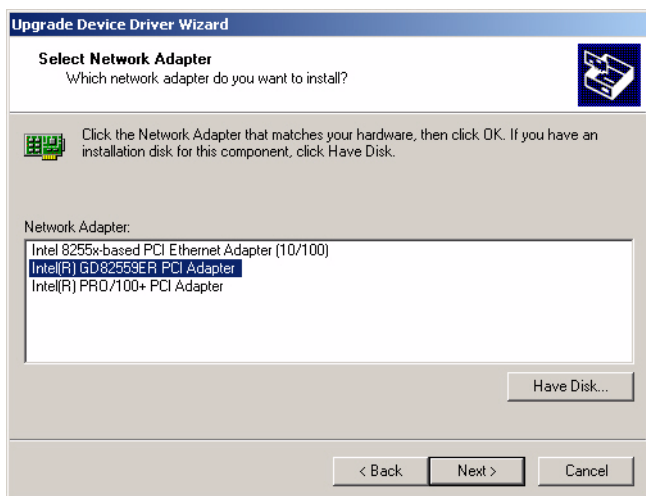 Upgrade Device Driver Wizard
Select Network Adapter
Which network adapter do you want to install?
Click the Network Adapter that matches your hardware, then click OK. If you have an
installation disk for this component, click Have Disk.
Network Adapter:
Intel 8255x-based PCI Ethernet Adapter (10/100)
Intel(R) GD82559ER PCI Adapter
Intel(R) PRO/100+ PCI Adapter
Have Disk...
< Back
Next >
Cancel